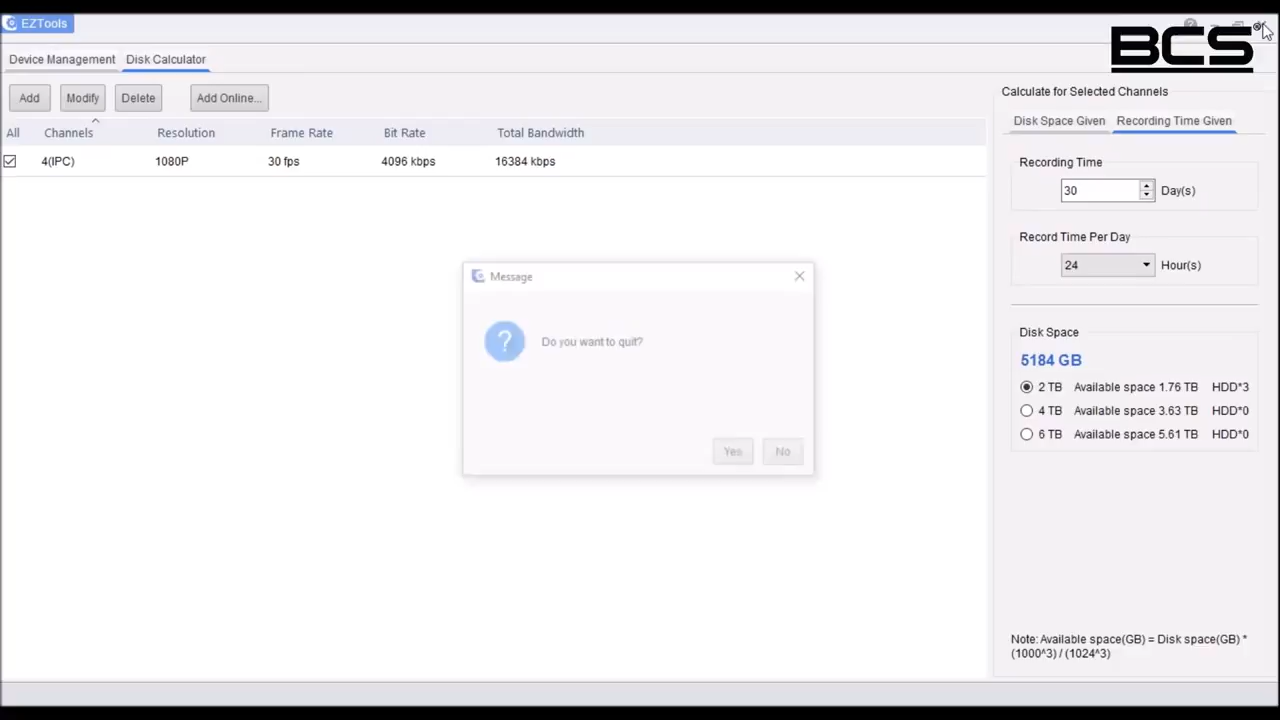 EZTools
BCS
Device Management Disk Calculator
Add Modify Delete Add Online...
All Channels Resolution Frame Rate Bit Rate Total Bandwidth
4(IPC) 1080P 30 fps 4096 kbps 16384 kbps
Message
Do you want to quit?
Yes No
Calculate for Selected Channels
Disk Space Given Recording Time Given
Recording Time
30 Day(s)
Record Time Per Day
24 Hour(s)
Disk Space
5184 GB
2 TB Available space 1.76 TB HDD*3
4 TB Available space 3.63 TB HDD*0
6 TB Available space 5.61 TB HDD*0
Note: Available space(GB) = Disk space(GB) *
(1000^3) / (1024^3)